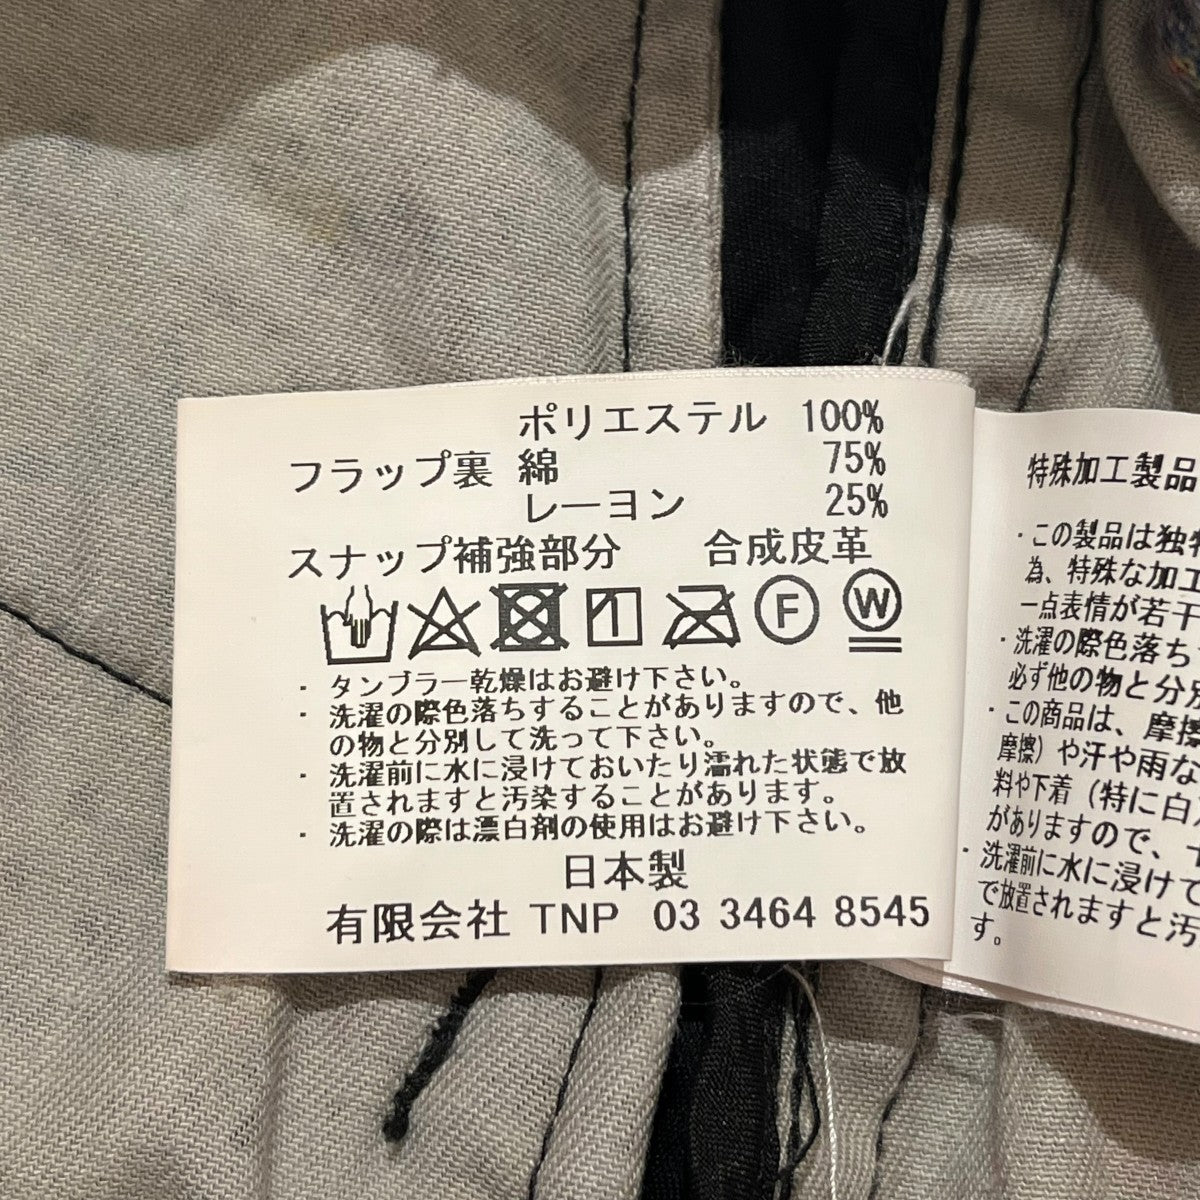 ポリエステル 100%
フラップ裏 綿 75%
レーヨン 25%
スナップ補強部分 合成皮革
F W
・タンブラー乾燥はお避け下さい。
・洗濯の際色落ちすることがありますので、他
の物と分別して洗って下さい。
・洗濯前に水に浸けておいたり濡れた状態で放
置されますと汚染することがあります。
・洗濯の際は漂白剤の使用はお避け下さい。
日本製
有限会社 TNP 03 3464 8545
特殊加工製品
・この製品は独特
為、特殊な加工
一点表情が若干
・洗濯の際色落ち
必ず他の物と分別
・この商品は、摩擦
摩擦）や汗や雨な
料や下着（特に白
がありますので、
・洗濯前に水に浸けて
で放置されますと汚
す。